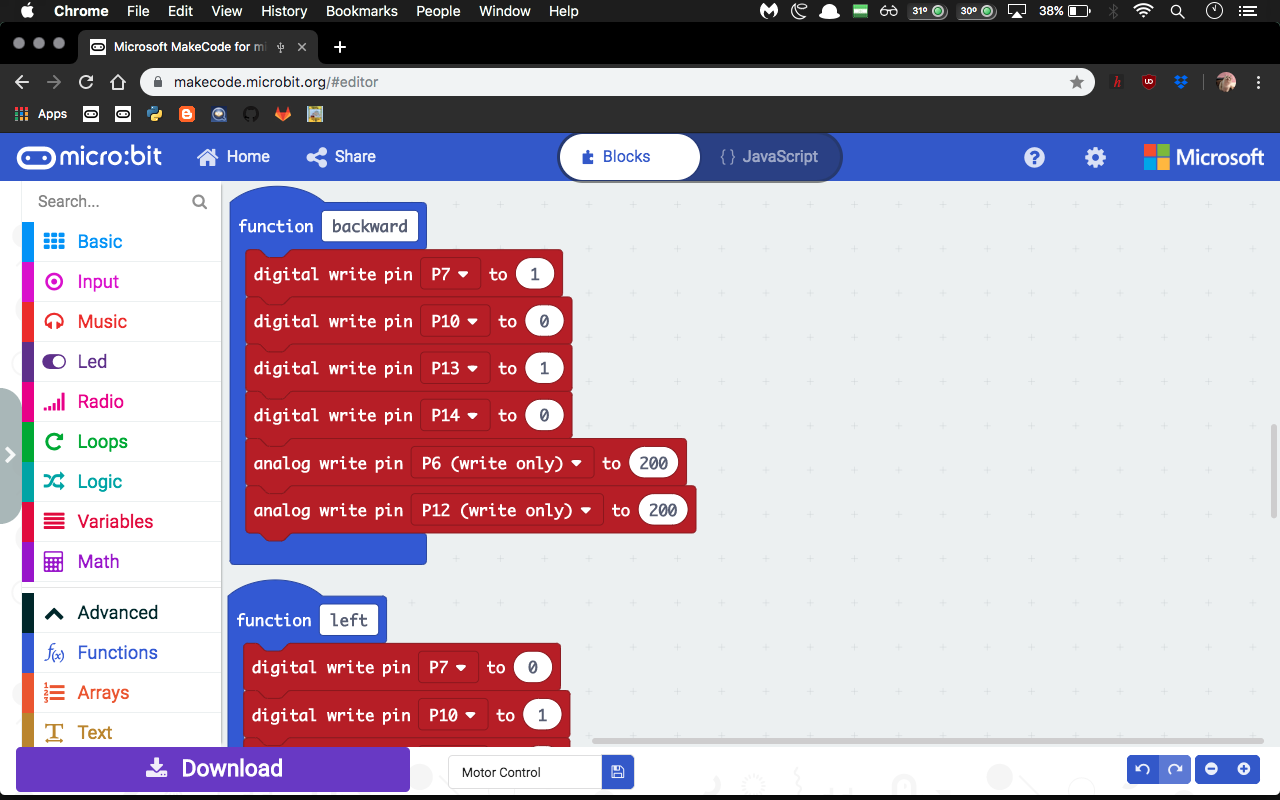 Chrome File Edit View History Bookmarks People Window Help 31° 30° 38%
Microsoft MakeCode for mi
makecode.microbit.org/#editor
Apps
micro:bit Home Share Blocks {} JavaScript Microsoft
Search...
Basic
Input
Music
Led
Radio
Loops
Logic
Variables
Math
Advanced
f(x) Functions
Arrays
Text
function backward
digital write pin P7 to 1
digital write pin P10 to 0
digital write pin P13 to 1
digital write pin P14 to 0
analog write pin P6 (write only) to 200
analog write pin P12 (write only) to 200
function left
digital write pin P7 to 0
digital write pin P10 to 1
Download
Motor Control